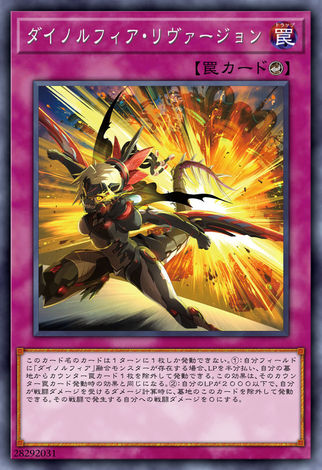 ダイノルフィア・リヴァージョン
トラップ
罠
【罠カード】
このカード名のカードは1ターンに1枚しか発動できない。①:自分フィールド
に「ダイノルフィア」融合モンスターが存在する場合、LPを半分払い、自分の墓
地からカウンター罠カード1枚を除外して発動できる。この効果は、そのカウン
ター罠カード発動時の効果と同じになる。②:自分のLPが2000以下で、自分
が戦闘ダメージを受けるダメージ計算時に、墓地のこのカードを除外して発動で
きる。その戦闘で発生する自分への戦闘ダメージを0にする。
28292031